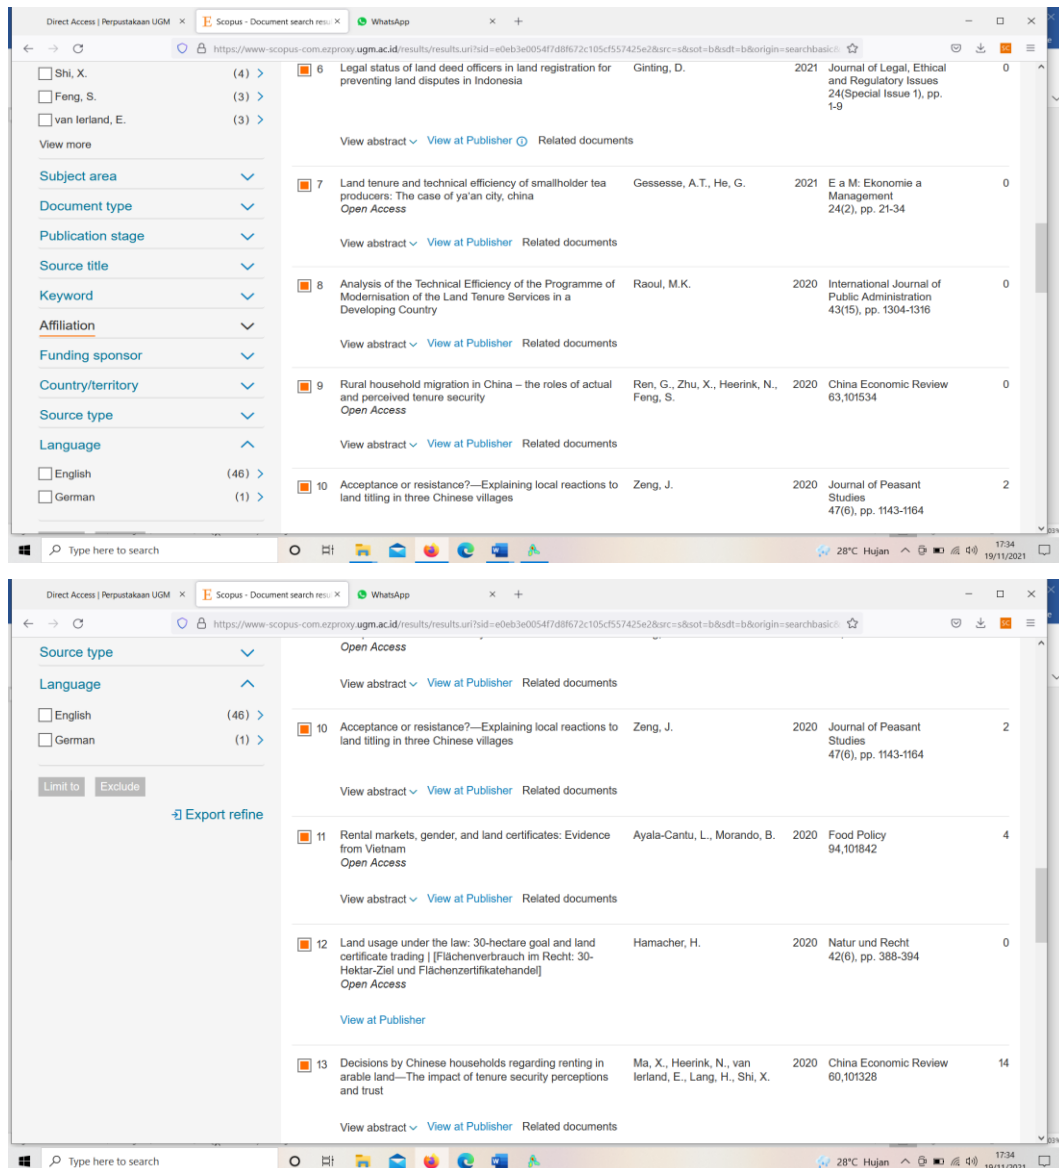 Direct Access | Perpustakaan UGM
Scopus - Document search resu
WhatsApp
https://www-scopus-com.ezproxy.ugm.ac.id/results/results.uri?sid=e0eb3e0054f7d8f672c105cf557425e2&src=s&sot=b&sdt=b&origin=searchbasic
Shi, X. (4)
Feng, S. (3)
van Ierland, E. (3)
View more
Subject area
Document type
Publication stage
Source title
Keyword
Affiliation
Funding sponsor
Country/territory
Source type
Language
English (46)
German (1)
6 Legal status of land deed officers in land registration for Ginting, D. 2021 Journal of Legal, Ethical 0
preventing land disputes in Indonesia and Regulatory Issues
24(Special Issue 1), pp.
1-9
View abstract View at Publisher Related documents
7 Land tenure and technical efficiency of smallholder tea Gessesse, A.T., He, G. 2021 E a M: Ekonomie a 0
producers: The case of ya'an city, china Management
Open Access 24(2), pp. 21-34
View abstract View at Publisher Related documents
8 Analysis of the Technical Efficiency of the Programme of Raoul, M.K. 2020 International Journal of 0
Modernisation of the Land Tenure Services in a Public Administration
Developing Country 43(15), pp. 1304-1316
View abstract View at Publisher Related documents
9 Rural household migration in China – the roles of actual Ren, G., Zhu, X., Heerink, N., 2020 China Economic Review 0
and perceived tenure security Feng, S. 63,101534
Open Access
View abstract View at Publisher Related documents
10 Acceptance or resistance?—Explaining local reactions to Zeng, J. 2020 Journal of Peasant 2
land titling in three Chinese villages Studies
47(6), pp. 1143-1164
Type here to search
28°C Hujan
17:34
19/11/2021
Direct Access | Perpustakaan UGM
Scopus - Document search resu
WhatsApp
https://www-scopus-com.ezproxy.ugm.ac.id/results/results.uri?sid=e0eb3e0054f7d8f672c105cf557425e2&src=s&sot=b&sdt=b&origin=searchbasic
Source type
Language
English (46)
German (1)
Limit to Exclude
Export refine
Open Access
View abstract View at Publisher Related documents
10 Acceptance or resistance?—Explaining local reactions to Zeng, J. 2020 Journal of Peasant 2
land titling in three Chinese villages Studies
47(6), pp. 1143-1164
View abstract View at Publisher Related documents
11 Rental markets, gender, and land certificates: Evidence Ayala-Cantu, L., Morando, B. 2020 Food Policy 4
from Vietnam 94,101842
Open Access
View abstract View at Publisher Related documents
12 Land usage under the law: 30-hectare goal and land Hamacher, H. 2020 Natur und Recht 0
certificate trading | [Flächenverbrauch im Recht: 30- 42(6), pp. 388-394
Hektar-Ziel und Flächenzertifikatehandel]
Open Access
View at Publisher
13 Decisions by Chinese households regarding renting in Ma, X., Heerink, N., van 2020 China Economic Review 14
arable land—The impact of tenure security perceptions Ierland, E., Lang, H., Shi, X. 60,101328
and trust
View abstract View at Publisher Related documents
Type here to search
28°C Hujan
17:34
19/11/2021